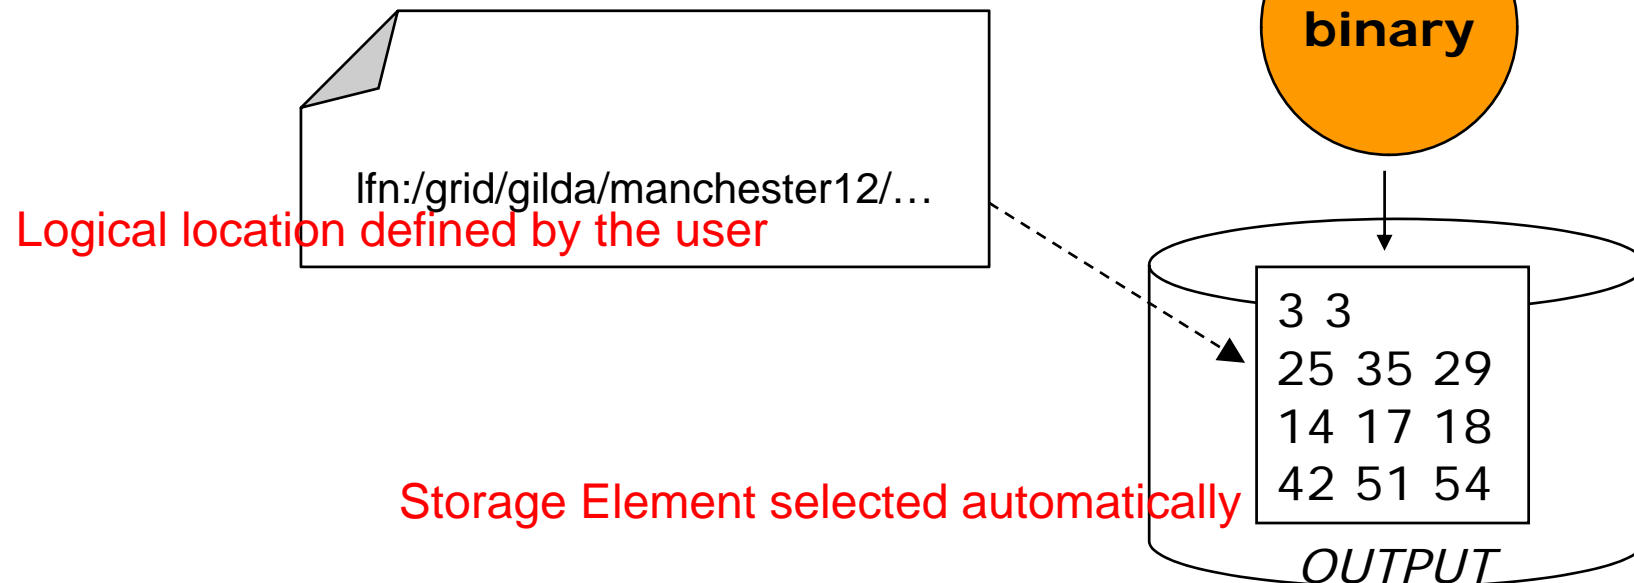 binary
lfn:/grid/gilda/manchester12/…
Logical location defined by the user
3 3
25 35 29
14 17 18
42 51 54
Storage Element selected automatically
OUTPUT